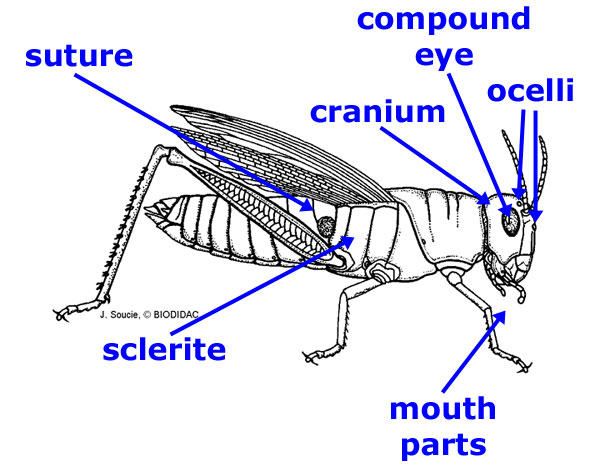 compound
eye
suture
ocelli
cranium
J. Soucie, © BIODIDAC
sclerite
mouth
parts